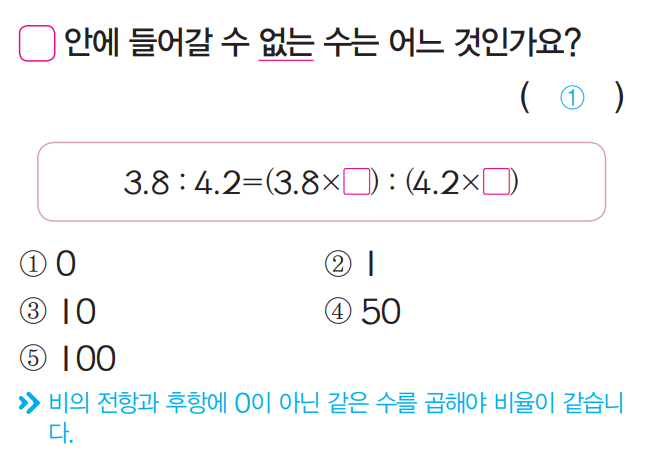 □ 안에 들어갈 수 없는 수는 어느 것인가요?
( ① )
3.8 : 4.2=(3.8×□) : (4.2×□)
① 0 ② 1
③ 10 ④ 50
⑤ 100
비의 전항과 후항에 0이 아닌 같은 수를 곱해야 비율이 같습니
다.